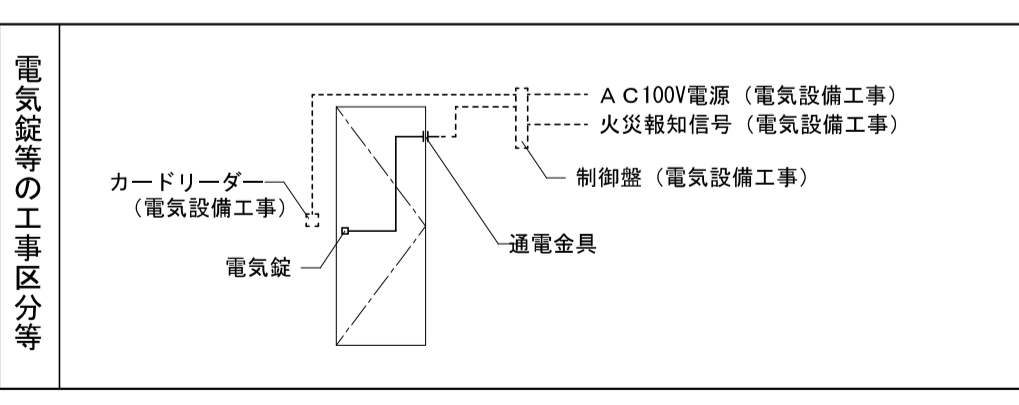 電気錠等の工事区分等
AC100V電源（電気設備工事）
火災報知信号（電気設備工事）
制御盤（電気設備工事）
カードリーダー
（電気設備工事）
通電金具
電気錠